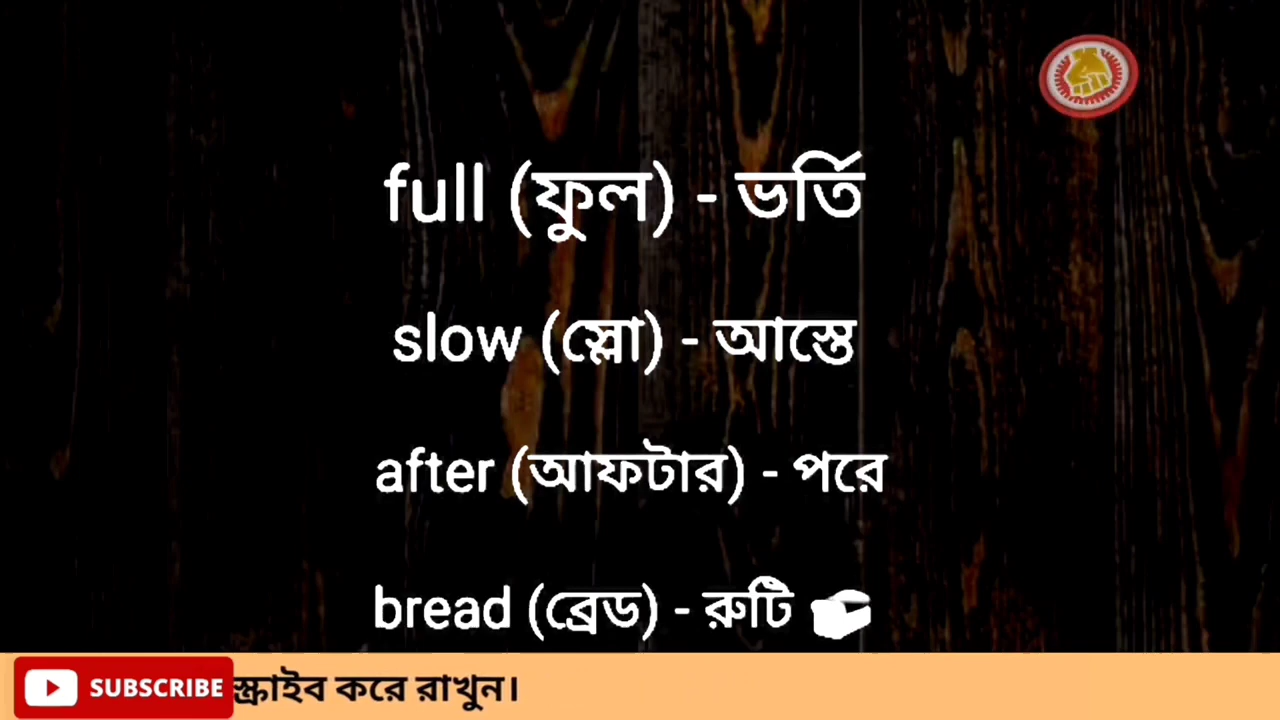 full (ফুল) - ভর্তি
slow (স্লো) - আস্তে
after (আফটার) - পরে
bread (ব্রেড) - রুটি
SUBSCRIBE স্ক্রাইব করে রাখুন।